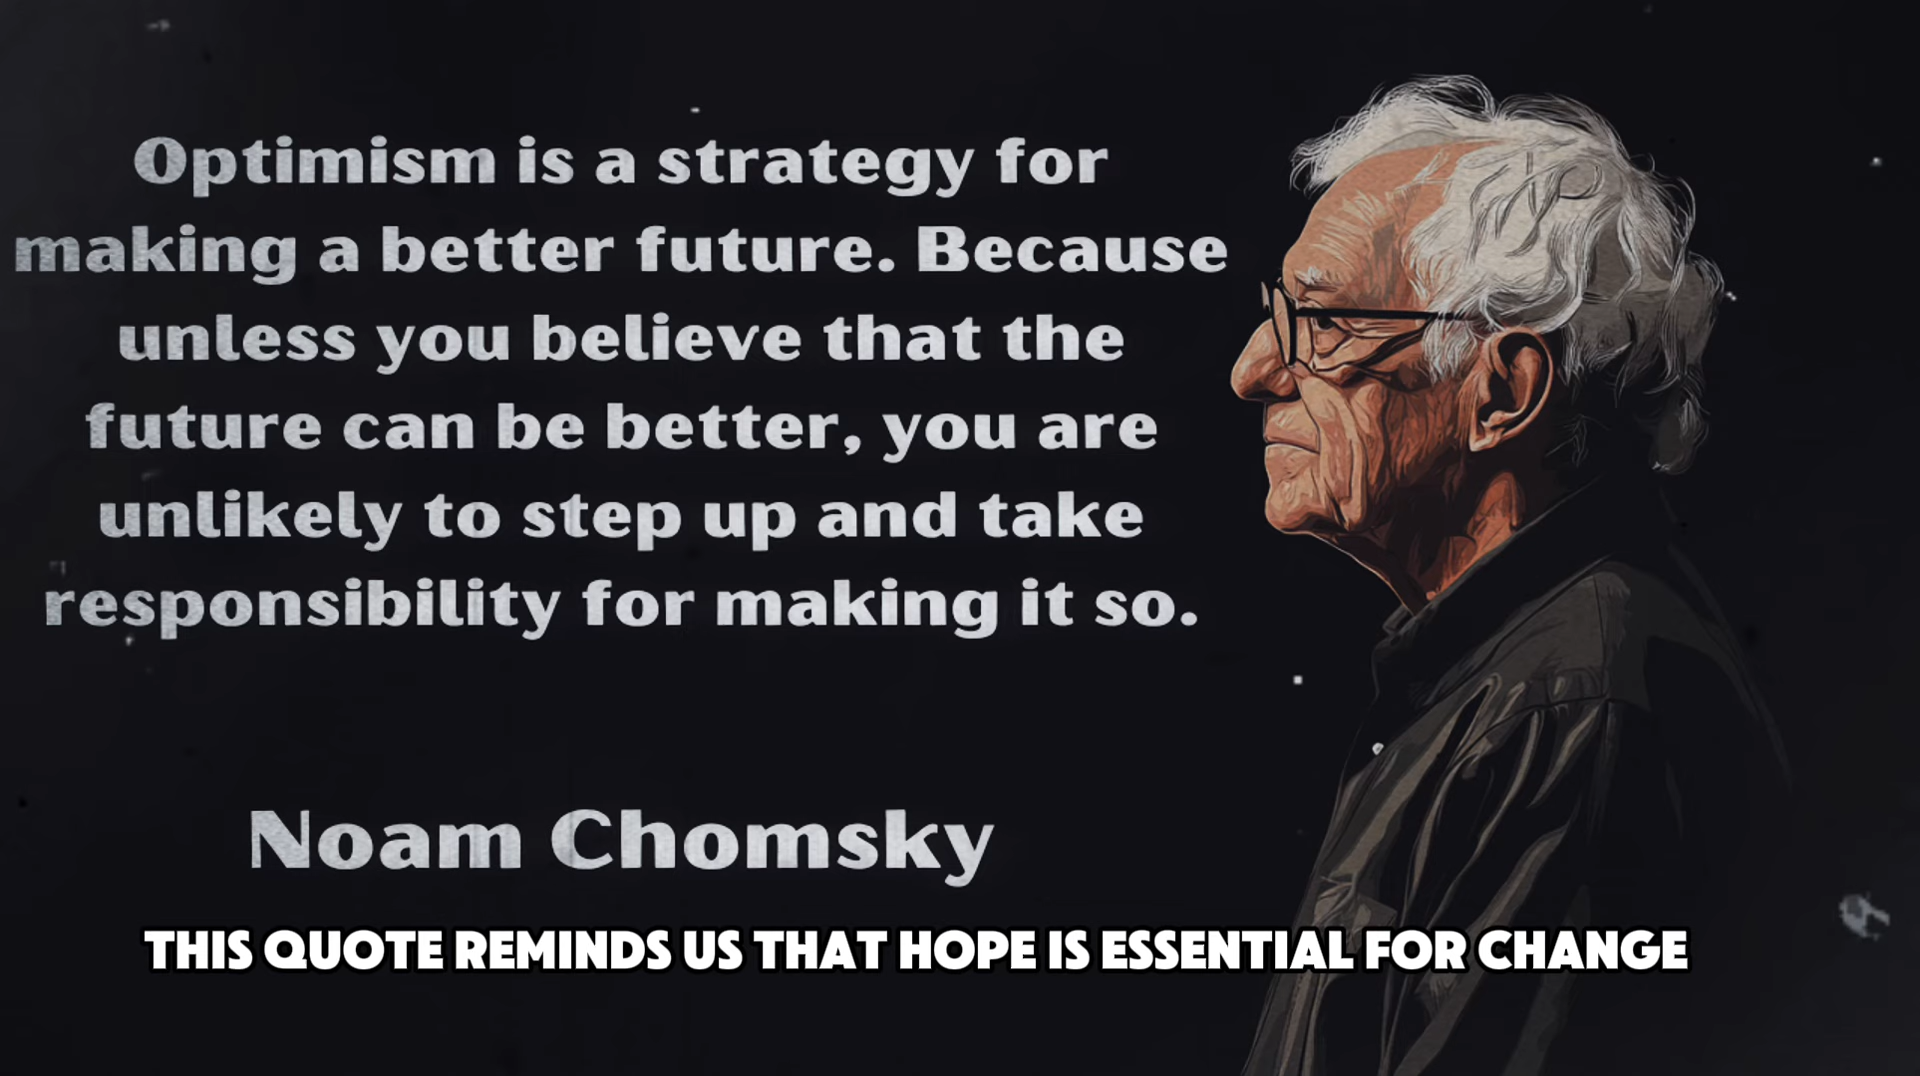 Optimism is a strategy for
making a better future. Because
unless you believe that the
future can be better, you are
unlikely to step up and take
responsibility for making it so.
Noam Chomsky
THIS QUOTE REMINDS US THAT HOPE IS ESSENTIAL FOR CHANGE